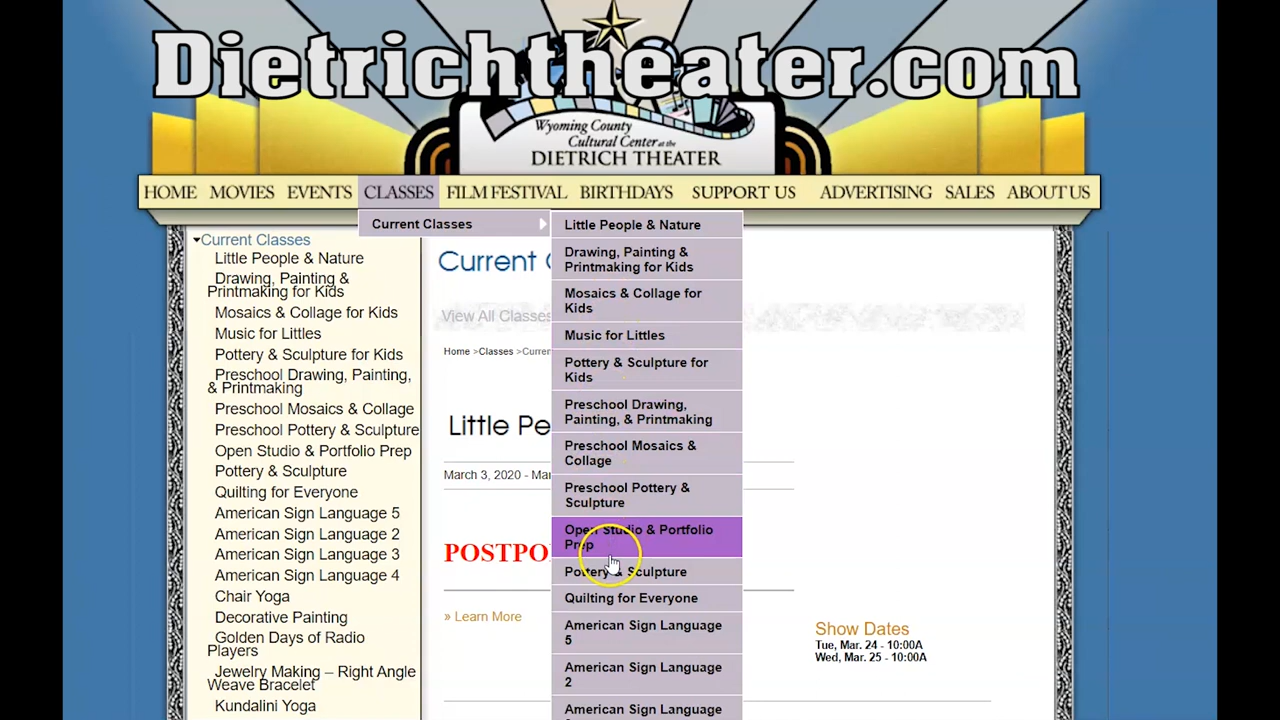 Dietrichtheater.com
Wyoming County
Cultural Center at the
DIETRICH THEATER
HOME MOVIES EVENTS CLASSES FILM FESTIVAL BIRTHDAYS SUPPORT US ADVERTISING SALES ABOUT US
Current Classes
Little People & Nature
Drawing, Painting &
Printmaking for Kids
Mosaics & Collage for
Kids
Music for Littles
Pottery & Sculpture for
Kids
Preschool Drawing,
Painting, & Printmaking
Preschool Mosaics &
Collage
Preschool Pottery &
Sculpture
Open Studio & Portfolio
Prep
Pottery & Sculpture
Quilting for Everyone
American Sign Language
5
American Sign Language
2
American Sign Language
Current Classes
Little People & Nature
Drawing, Painting &
Printmaking for Kids
Mosaics & Collage for Kids
Music for Littles
Pottery & Sculpture for Kids
Preschool Drawing, Painting,
& Printmaking
Preschool Mosaics & Collage
Preschool Pottery & Sculpture
Open Studio & Portfolio Prep
Pottery & Sculpture
Quilting for Everyone
American Sign Language 5
American Sign Language 2
American Sign Language 3
American Sign Language 4
Chair Yoga
Decorative Painting
Golden Days of Radio
Players
Jewelry Making – Right Angle
Weave Bracelet
Kundalini Yoga
Current
View All Classes
Home >Classes >Curren
Little Pe
March 3, 2020 - Mar
POSTPO
» Learn More
Show Dates
Tue, Mar. 24 - 10:00A
Wed, Mar. 25 - 10:00A